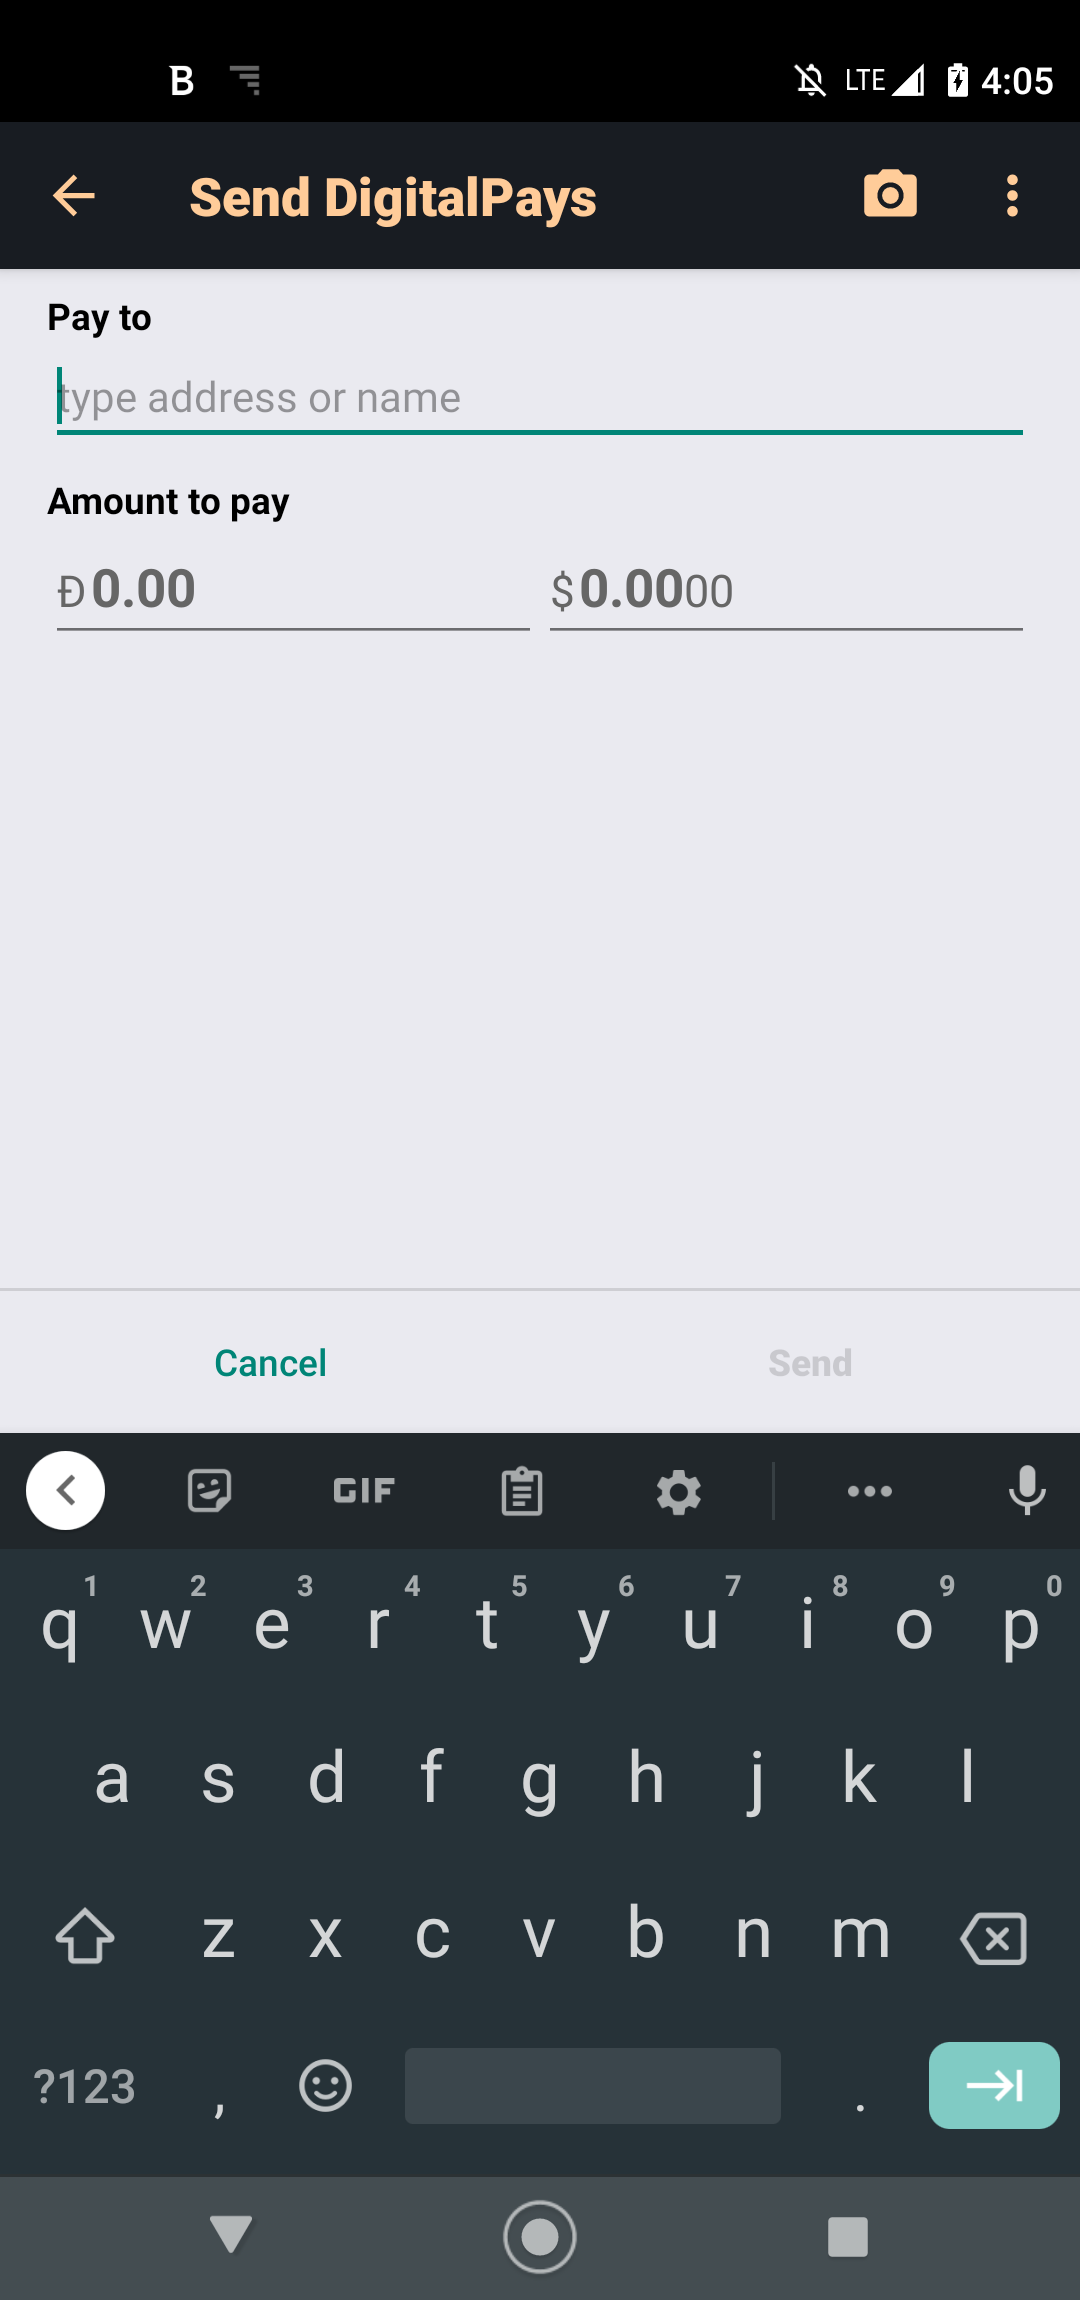 B LTE 4:05
Send DigitalPays
Pay to
type address or name
Amount to pay
Đ0.00 $0.0000
Cancel Send
GIF
1 2 3 4 5 6 7 8 9 0
q w e r t y u i o p
a s d f g h j k l
z x c v b n m
?123 , .